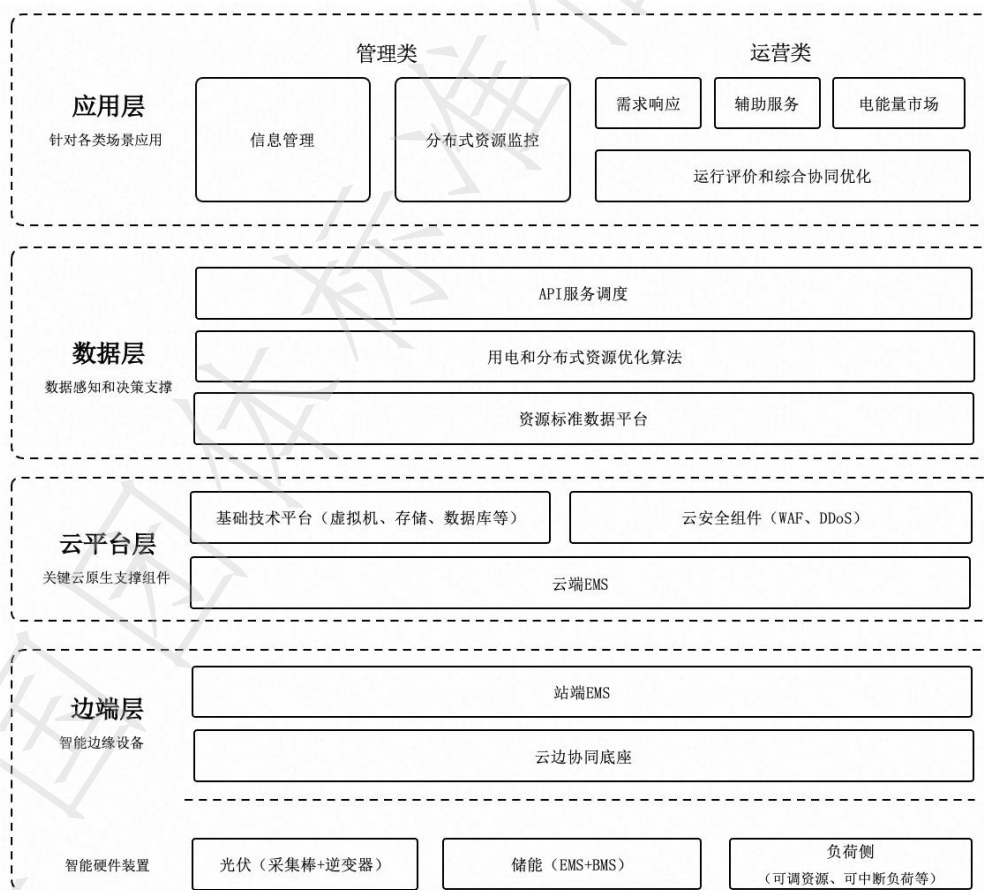 管理类
运营类
应用层
针对各类场景应用
信息管理
分布式资源监控
需求响应
辅助服务
电能量市场
运行评价和综合协同优化
数据层
数据感知和决策支撑
API服务调度
用电和分布式资源优化算法
资源标准数据平台
云平台层
关键云原生支撑组件
基础技术平台（虚拟机、存储、数据库等）
云安全组件（WAF、DDoS）
云端EMS
边端层
智能边缘设备
站端EMS
云边协同底座
智能硬件装置
光伏（采集棒+逆变器）
储能（EMS+BMS）
负荷侧
（可调资源、可中断负荷等）
国团体标准